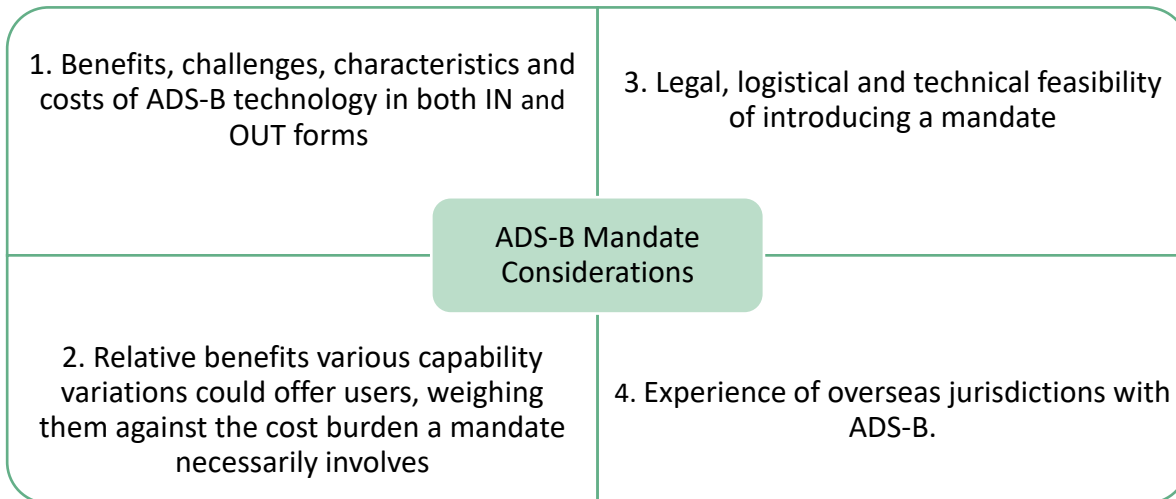 1. Benefits, challenges, characteristics and
costs of ADS-B technology in both IN and
OUT forms
2. Relative benefits various capability
variations could offer users, weighing
them against the cost burden a mandate
necessarily involves
3. Legal, logistical and technical feasibility
of introducing a mandate
4. Experience of overseas jurisdictions with
ADS-B.
ADS-B Mandate
Considerations